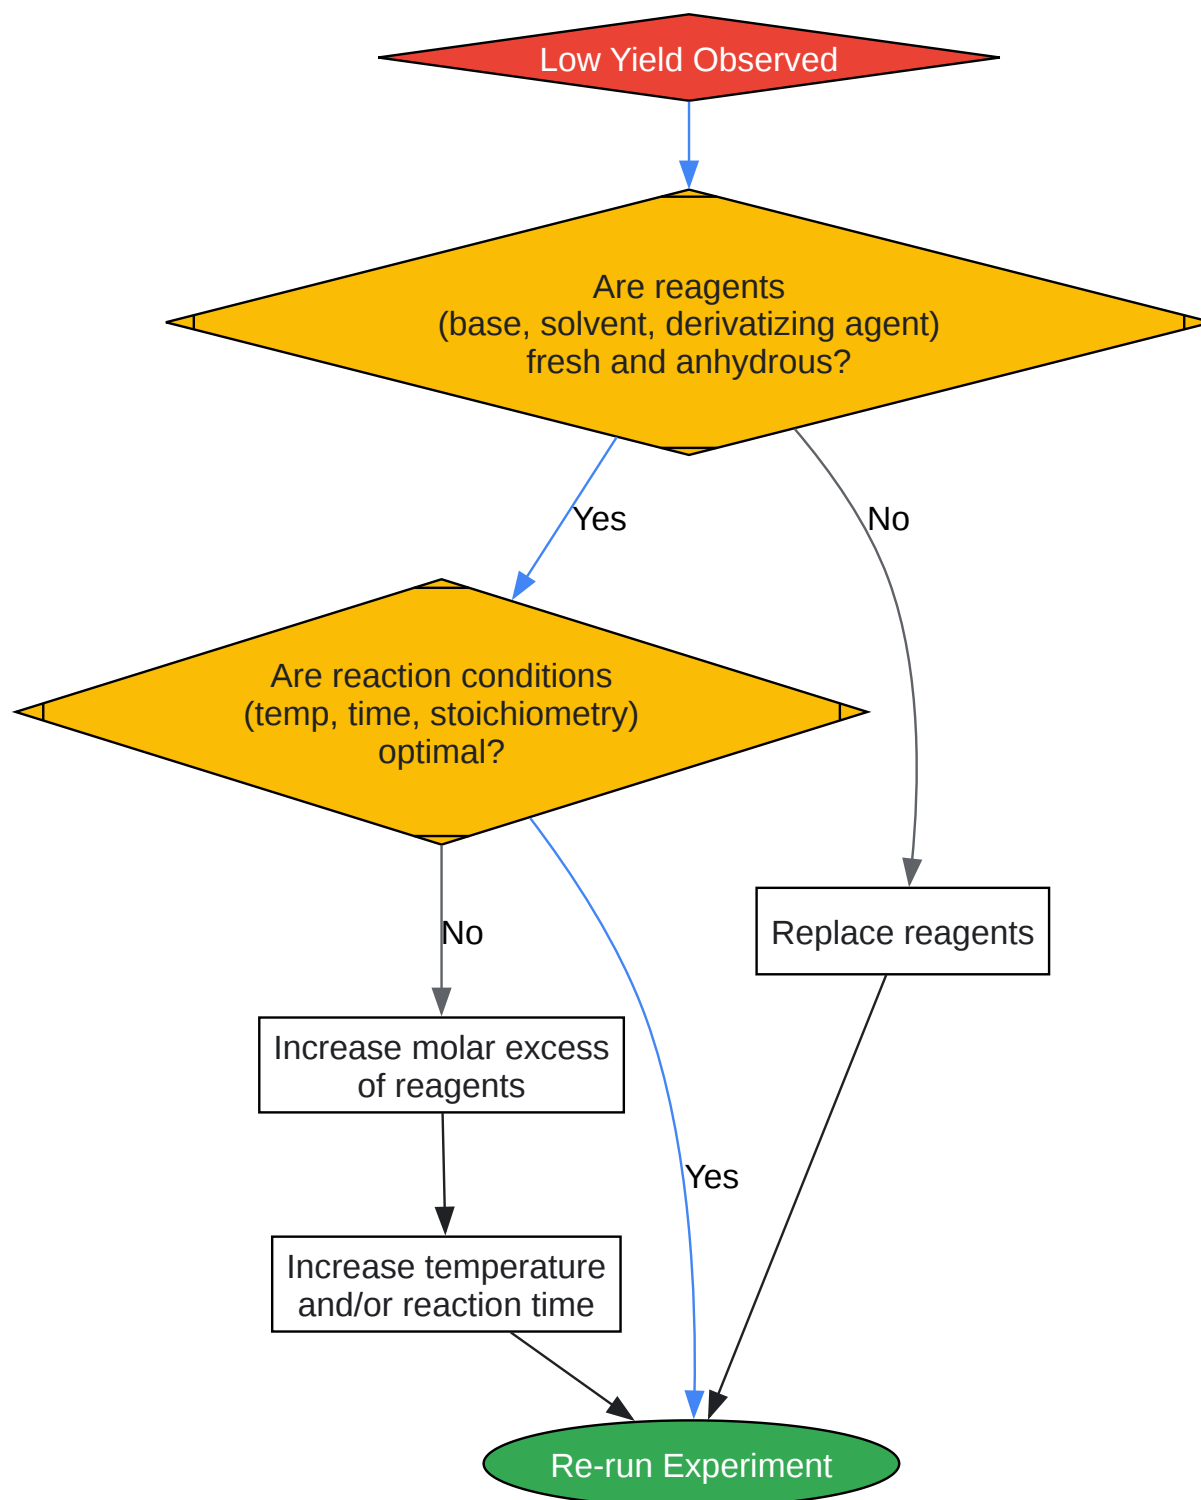 Low Yield Observed
Are reagents
(base, solvent, derivatizing agent)
fresh and anhydrous?
Yes
No
Are reaction conditions
(temp, time, stoichiometry)
optimal?
No
Replace reagents
Increase molar excess
of reagents
Yes
Increase temperature
and/or reaction time
Re-run Experiment